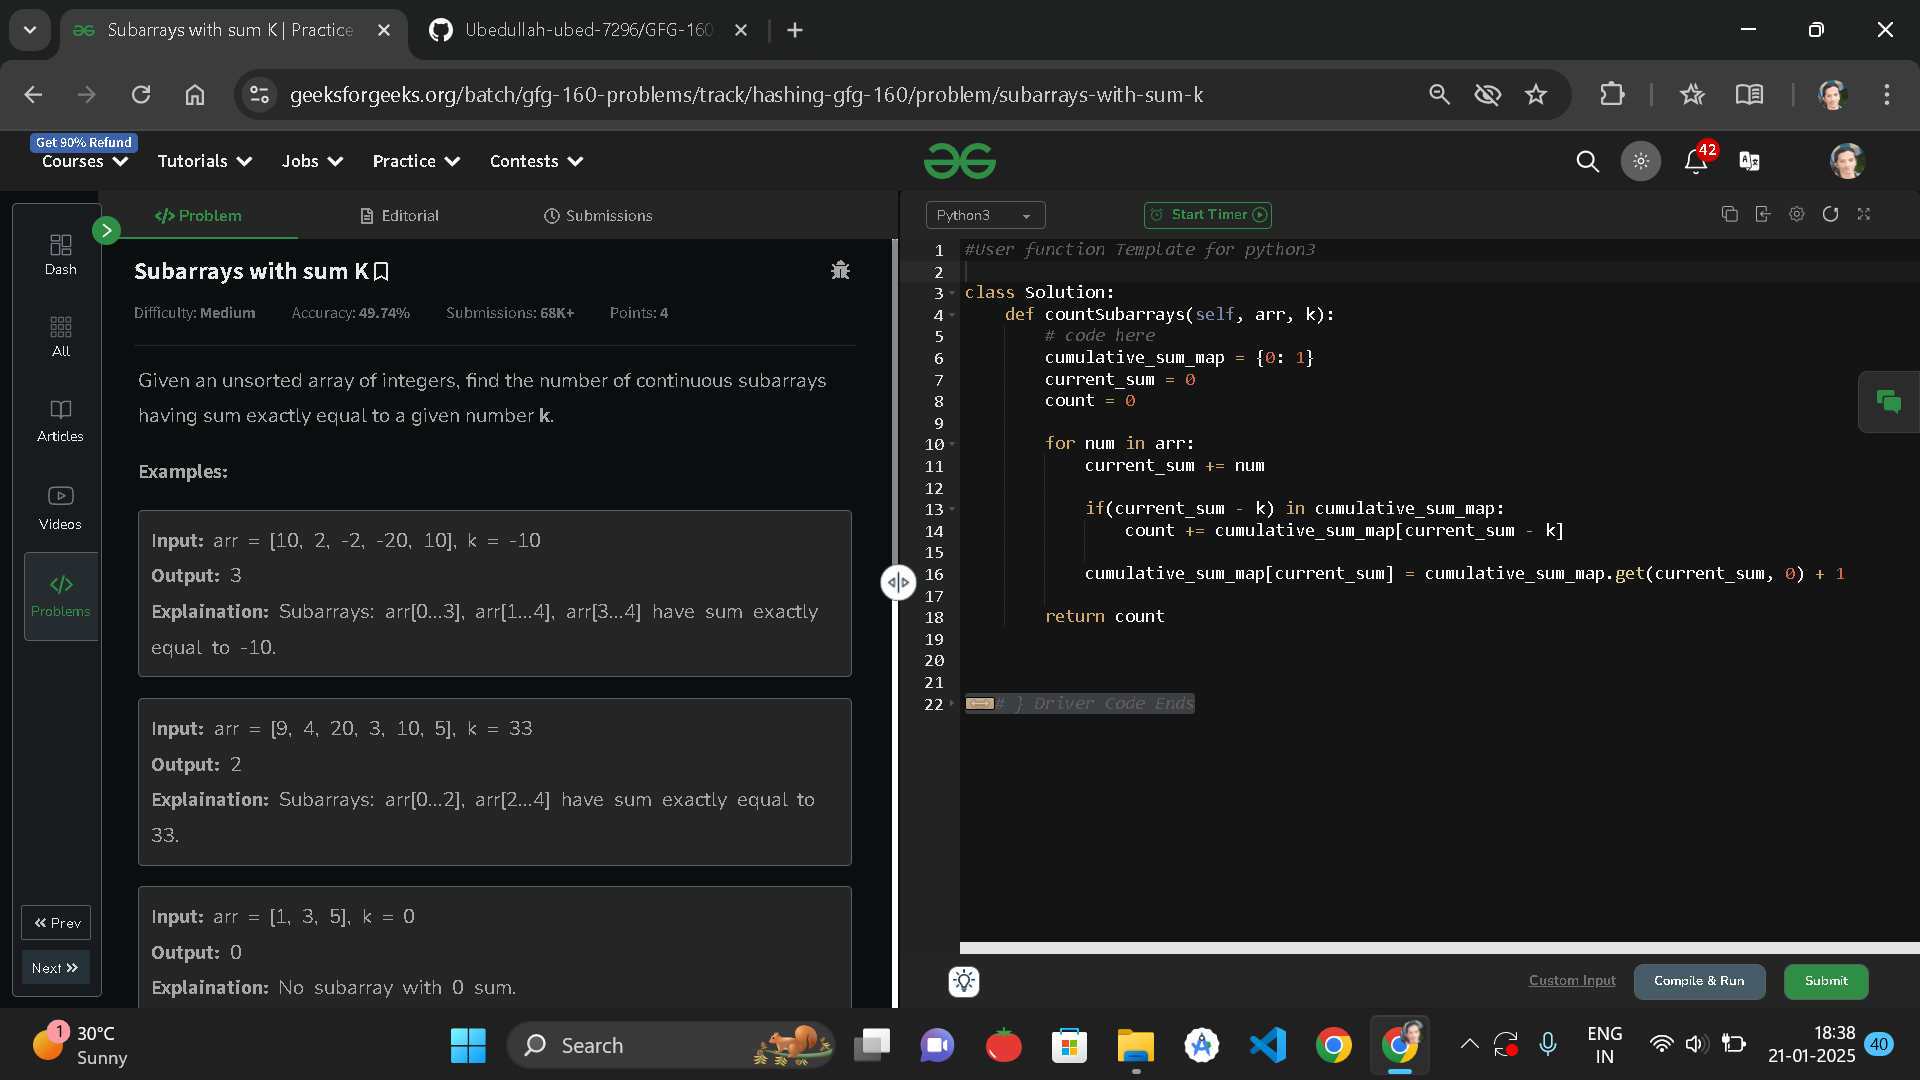 Subarrays with sum K | Practice
Ubedullah-ubed-7296/GFG-160
geeksforgeeks.org/batch/gfg-160-problems/track/hashing-gfg-160/problem/subarrays-with-sum-k
Get 90% Refund
Courses Tutorials Jobs Practice Contests
42
Dash
All
Articles
Videos
Problems
Prev
Next
Problem Editorial Submissions
Subarrays with sum K
Difficulty: Medium Accuracy: 49.74% Submissions: 68K+ Points: 4
Given an unsorted array of integers, find the number of continuous subarrays
having sum exactly equal to a given number k.
Examples:
Input: arr = [10, 2, -2, -20, 10], k = -10
Output: 3
Explaination: Subarrays: arr[0...3], arr[1...4], arr[3...4] have sum exactly
equal to -10.
Input: arr = [9, 4, 20, 3, 10, 5], k = 33
Output: 2
Explaination: Subarrays: arr[0...2], arr[2...4] have sum exactly equal to
33.
Input: arr = [1, 3, 5], k = 0
Output: 0
Explaination: No subarray with 0 sum.
Python3 Start Timer
1 #User function Template for python3
2
3 class Solution:
4 def countSubarrays(self, arr, k):
5 # code here
6 cumulative_sum_map = {0: 1}
7 current_sum = 0
8 count = 0
9
10 for num in arr:
11 current_sum += num
12
13 if(current_sum - k) in cumulative_sum_map:
14 count += cumulative_sum_map[current_sum - k]
15
16 cumulative_sum_map[current_sum] = cumulative_sum_map.get(current_sum, 0) + 1
17
18 return count
19
20
21
22 # } Driver Code Ends
Custom Input Compile & Run Submit
1
30°C
Sunny
Search
ENG
IN
18:38
21-01-2025
40